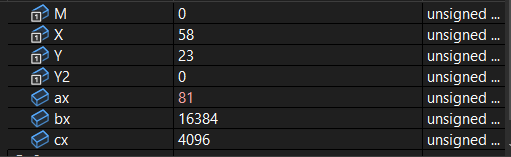 M 0 unsigned ...
X 58 unsigned ...
Y 23 unsigned ...
Y2 0 unsigned ...
ax 81 unsigned ...
bx 16384 unsigned ...
cx 4096 unsigned ...